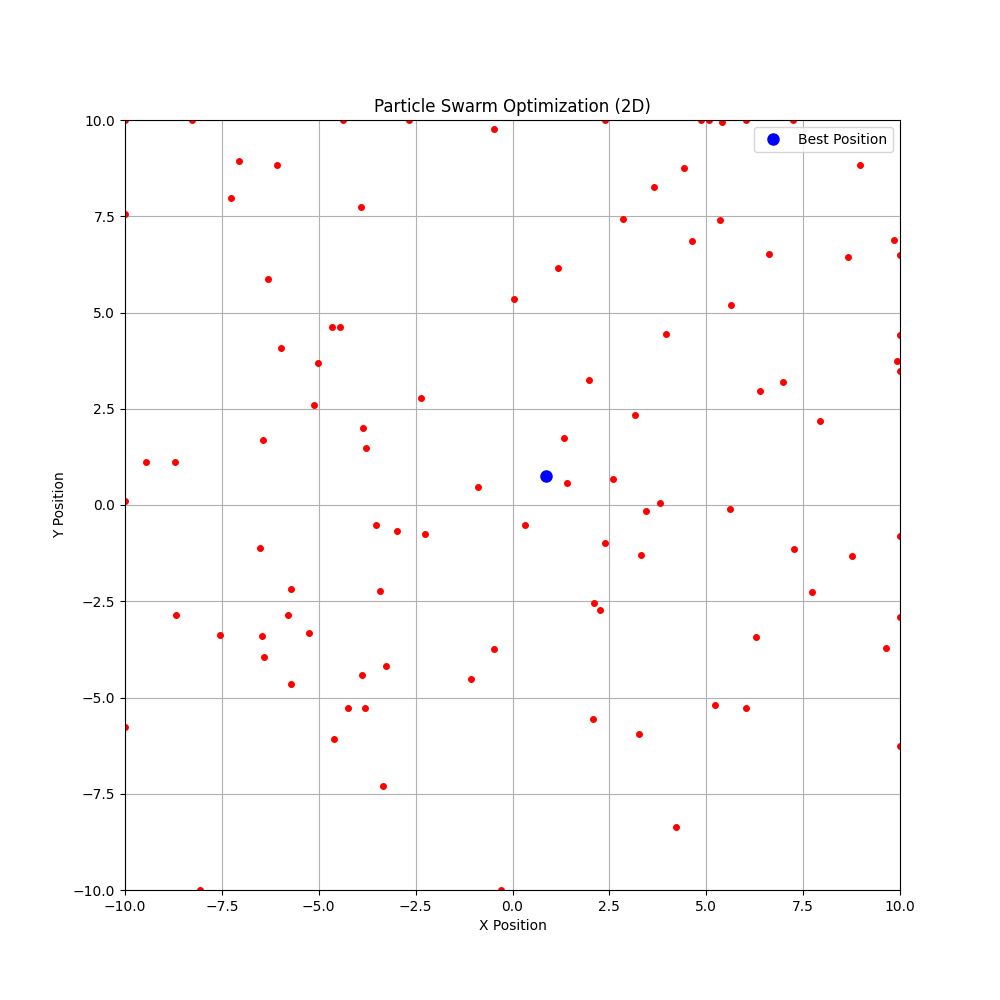 Particle Swarm Optimization (2D)
Best Position
10.0
7.5
5.0
2.5
0.0
−2.5
−5.0
−7.5
−10.0
Y Position
−10.0 −7.5 −5.0 −2.5 0.0 2.5 5.0 7.5 10.0
X Position